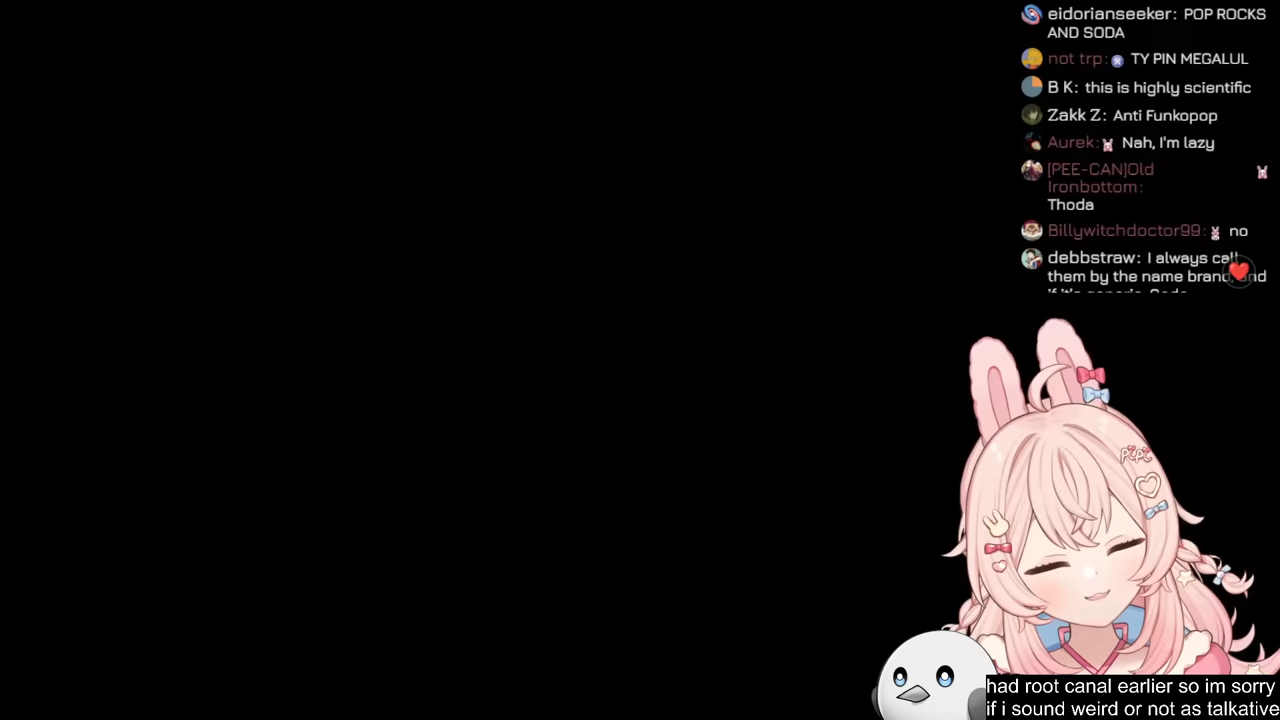 eidorianseeker: POP ROCKS
AND SODA
not trp: TY PIN MEGALUL
B K: this is highly scientific
Zakk Z: Anti Funkopop
Aurek: Nah, I'm lazy
[PEE-CAN]Old
Ironbottom:
Thoda
Billywitchdoctor99: no
debbstraw: I always call
them by the name brand, and
pipi
had root canal earlier so im sorry
if i sound weird or not as talkative